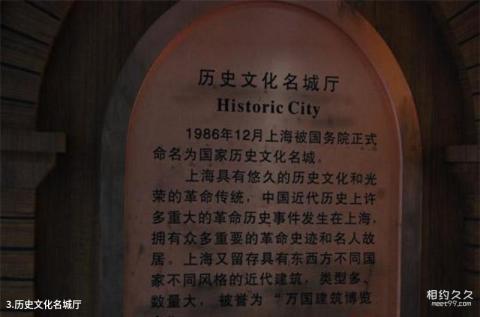 历史文化名城厅
Historic City
1986年12月上海被国务院正式
命名为国家历史文化名城。
上海具有悠久的历史文化和光
荣的革命传统，中国近代历史上许
多重大的革命历史事件发生在上海，
拥有众多重要的革命史迹和名人故
居。上海又留存具有东西方不同国
家不同风格的近代建筑，类型多、
数量大，被誉为“万国建筑博览
3.历史文化名城厅
相约久久
meet99.com